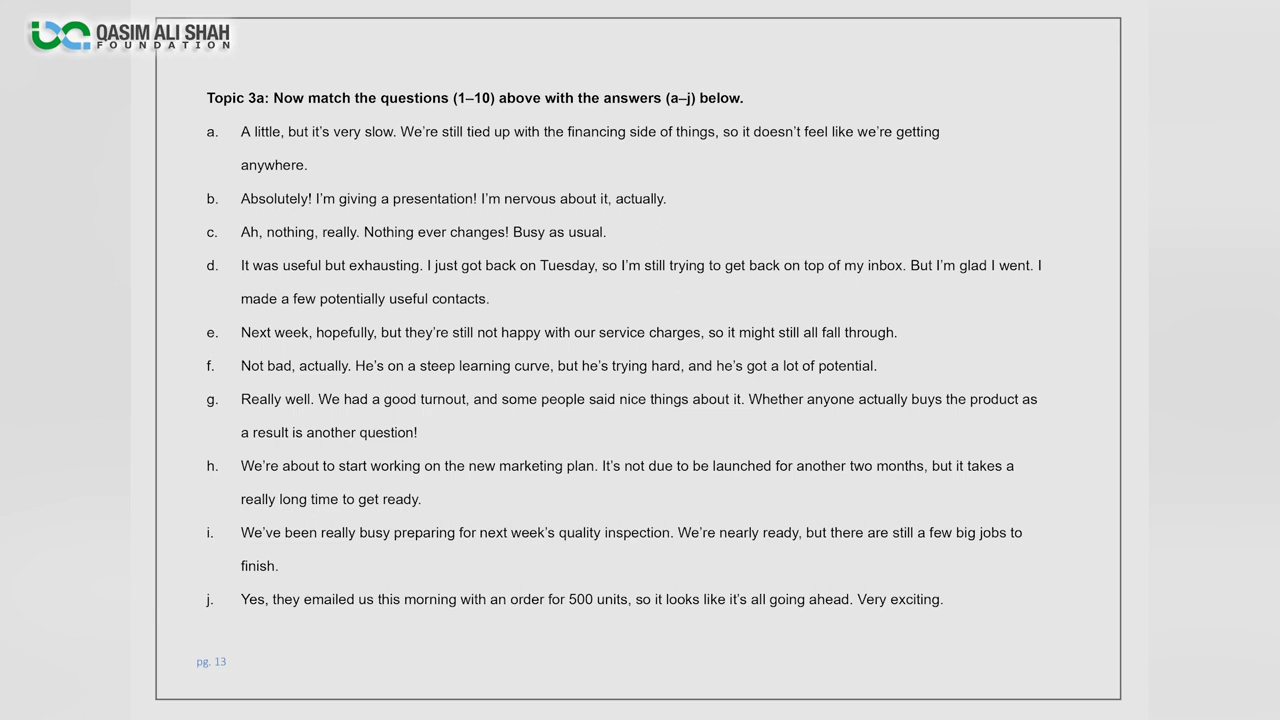 QASIM ALI SHAH
FOUNDATION
Topic 3a: Now match the questions (1–10) above with the answers (a–j) below.
a. A little, but it’s very slow. We’re still tied up with the financing side of things, so it doesn’t feel like we’re getting
anywhere.
b. Absolutely! I’m giving a presentation! I’m nervous about it, actually.
c. Ah, nothing, really. Nothing ever changes! Busy as usual.
d. It was useful but exhausting. I just got back on Tuesday, so I’m still trying to get back on top of my inbox. But I’m glad I went. I
made a few potentially useful contacts.
e. Next week, hopefully, but they’re still not happy with our service charges, so it might still all fall through.
f. Not bad, actually. He’s on a steep learning curve, but he’s trying hard, and he’s got a lot of potential.
g. Really well. We had a good turnout, and some people said nice things about it. Whether anyone actually buys the product as
a result is another question!
h. We’re about to start working on the new marketing plan. It’s not due to be launched for another two months, but it takes a
really long time to get ready.
i. We’ve been really busy preparing for next week’s quality inspection. We’re nearly ready, but there are still a few big jobs to
finish.
j. Yes, they emailed us this morning with an order for 500 units, so it looks like it’s all going ahead. Very exciting.
pg. 13